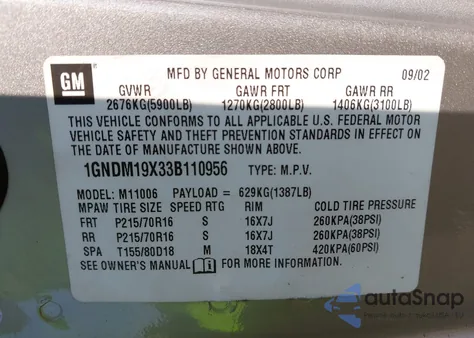 GM
MFD BY GENERAL MOTORS CORP 09/02
GVWR GAWR FRT GAWR RR
2676KG(5900LB) 1270KG(2800LB) 1406KG(3100LB)
THIS VEHICLE CONFORMS TO ALL APPLICABLE U.S. FEDERAL MOTOR
VEHICLE SAFETY AND THEFT PREVENTION STANDARDS IN EFFECT ON
THE DATE OF MANUFACTURE SHOWN ABOVE.
1GNDM19X33B110956 TYPE: M.P.V.
MODEL: M11006 PAYLOAD = 629KG(1387LB)
MPAW TIRE SIZE SPEED RTG RIM COLD TIRE PRESSURE
FRT P215/70R16 S 16X7J 260KPA(38PSI)
RR P215/70R16 S 16X7J 260KPA(38PSI)
SPA T155/80D18 M 18X4T 420KPA(60PSI)
SEE OWNER'S MANUAL FOR MORE INFORMATION.
autoSnap